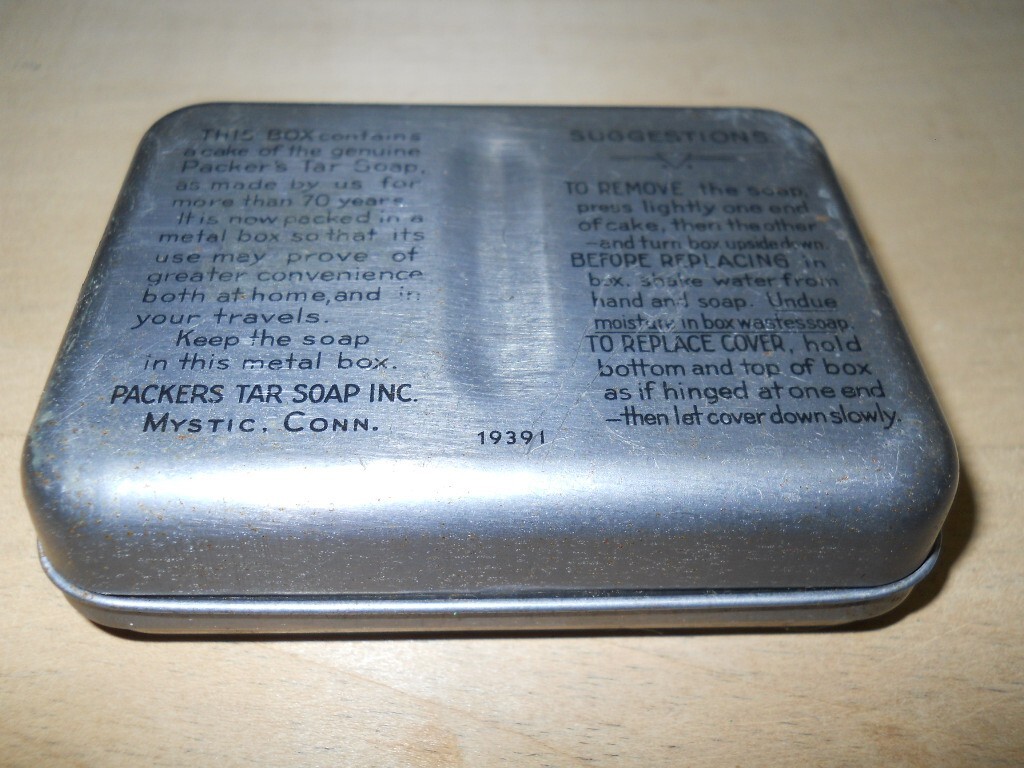 THIS BOX contains
a cake of the genuine
Packer's Tar Soap,
as made by us for
more than 70 years.
It is now packed in a
metal box so that its
use may prove of
greater convenience
both at home, and in
your travels.
Keep the soap
in this metal box.
PACKERS TAR SOAP INC.
MYSTIC, CONN.
19391
SUGGESTIONS
TO REMOVE the soap,
press lightly one end
of cake, then the other
—and turn box upside down.
BEFORE REPLACING in
box, shake water from
hand and soap. Undue
moisture in box wastes soap.
TO REPLACE COVER, hold
bottom and top of box
as if hinged at one end
—then let cover down slowly.